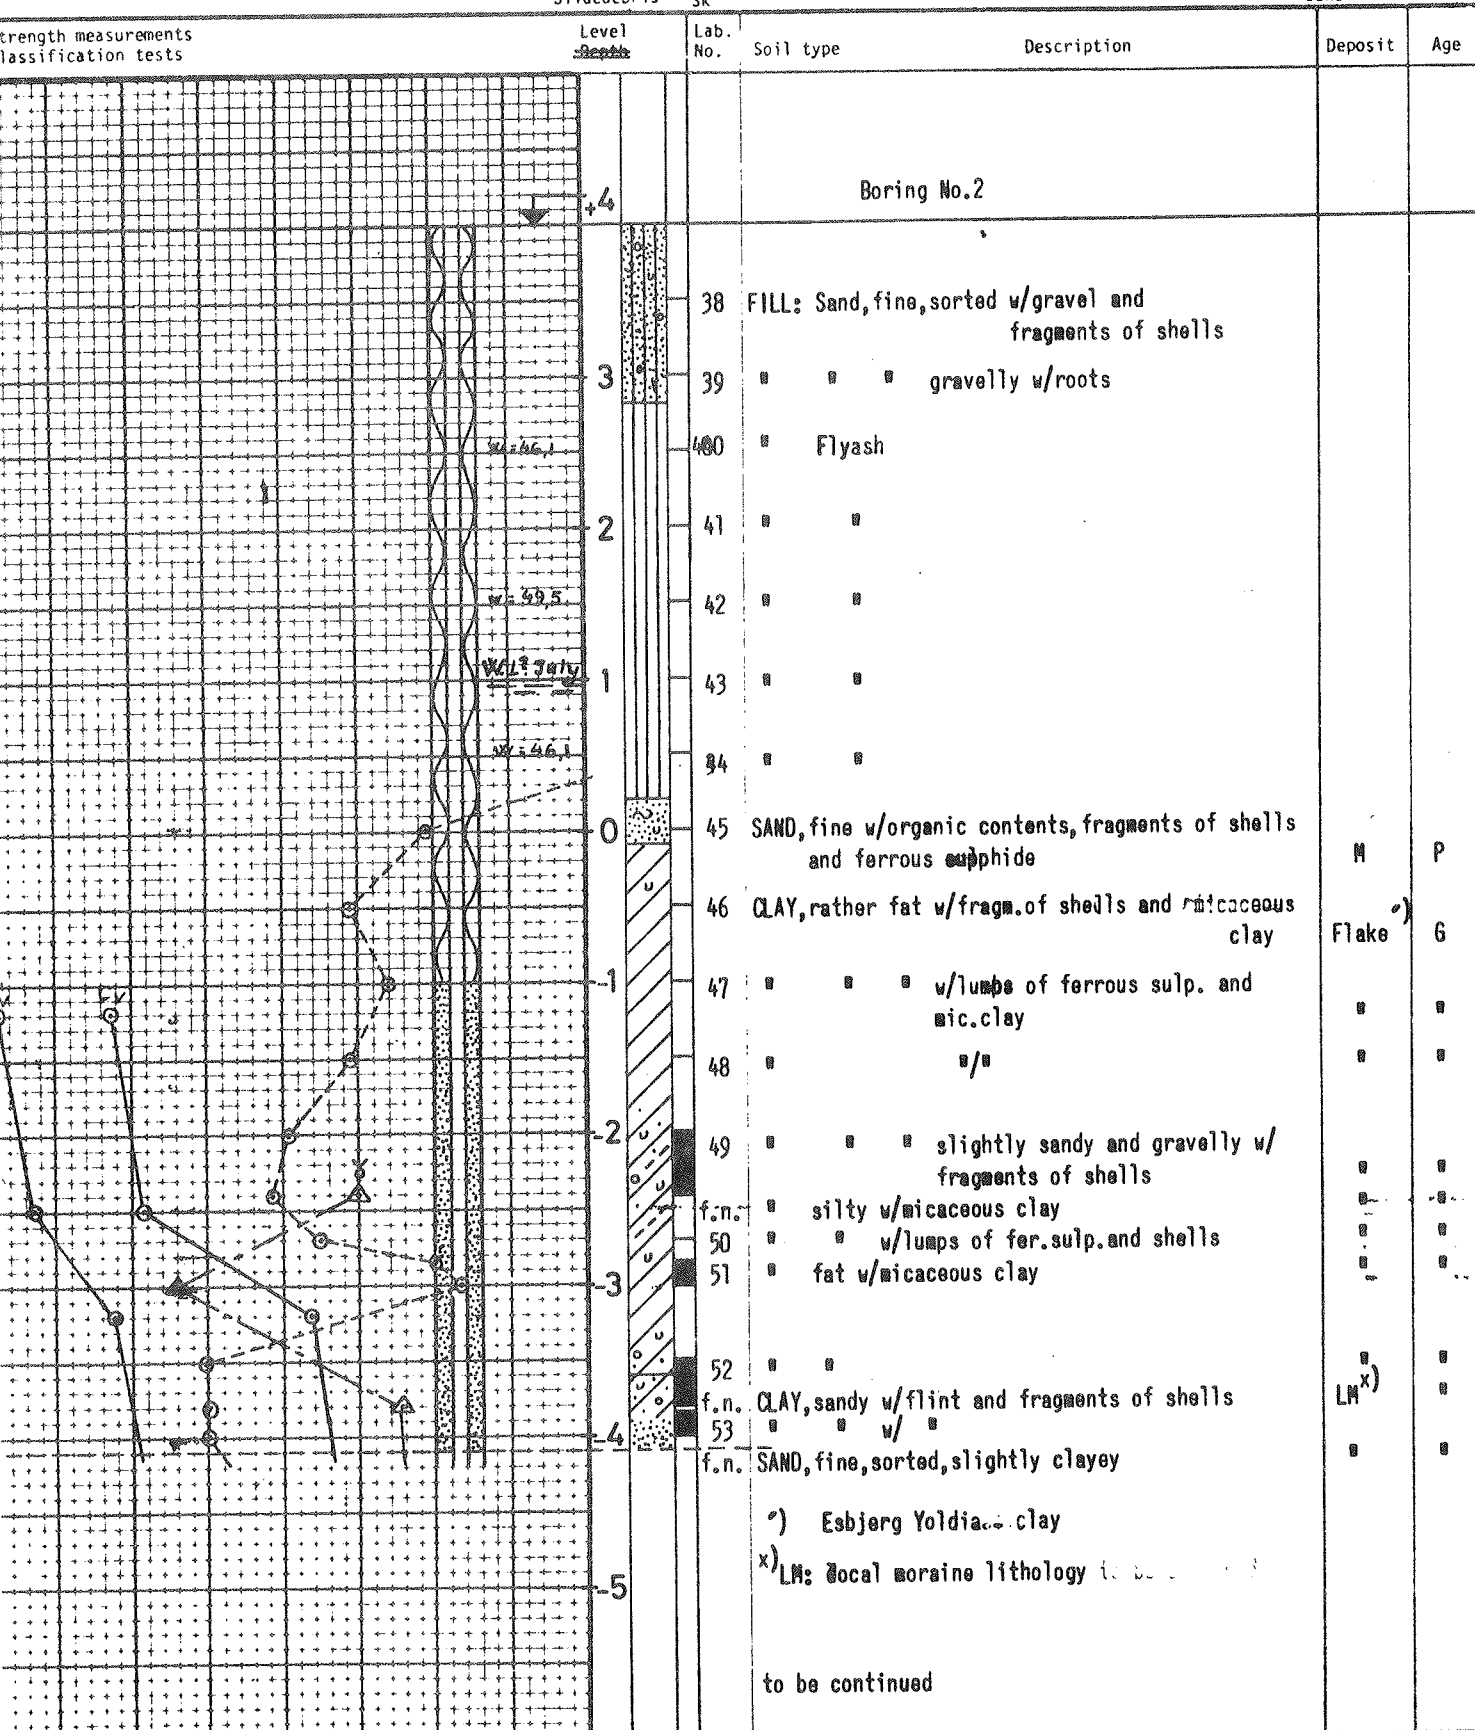 trength measurements
lassification tests
Level
Depth
Lab.
No.
Soil type
Description
Deposit
Age
+4
Boring No.2
38 FILL: Sand,fine,sorted w/gravel and
fragments of shells
3
39 " " " gravelly w/roots
w=46,1
" Flyash
2
41 " "
w=49,5
42 " "
W.L. July
1
43 " "
w=46,1
" "
0
45 SAND,fine w/organic contents,fragments of shells
and ferrous sulphide M P
46 CLAY,rather fat w/fragm.of shells and micaceous
clay Flake ") G
-1
47 " " " w/lumps of ferrous sulp. and
mic.clay " "
48 " "/" " "
-2
49 " " " slightly sandy and gravelly w/
fragments of shells " "
f.n. " silty w/micaceous clay " "
50 " " w/lumps of fer.sulp.and shells " "
51 " fat w/micaceous clay " "
-3
52 " " " "
f.n. CLAY,sandy w/flint and fragments of shells LM x) "
53 " " w/ "
-4
f.n. SAND,fine,sorted,slightly clayey " "
") Esbjerg Yoldia clay
x) LM: local moraine lithology
-5
to be continued